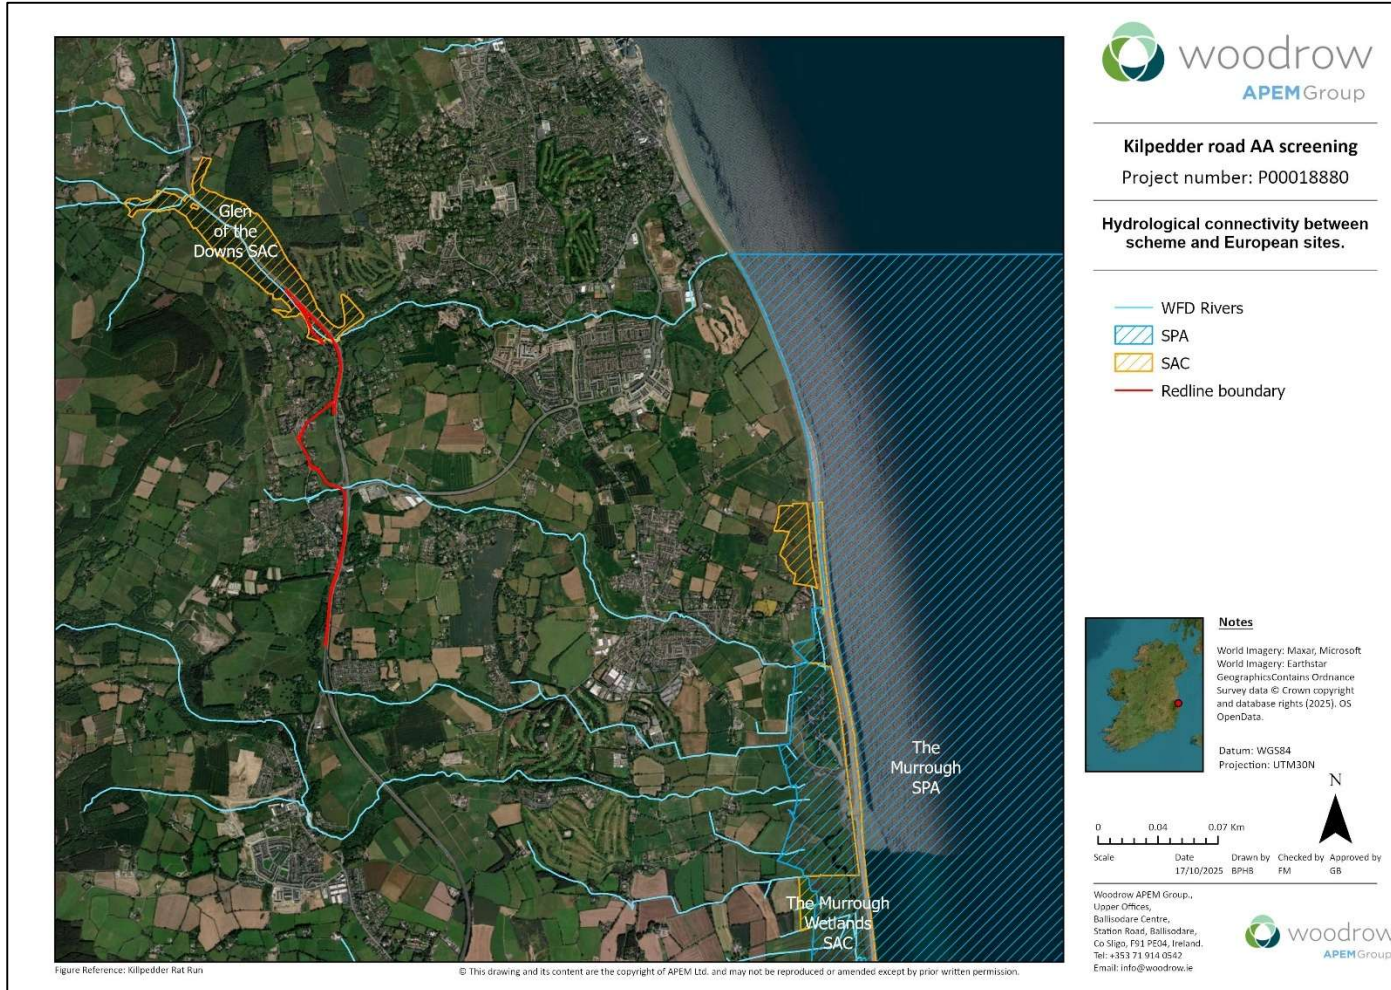 woodrow
APEM Group
Kilpedder road AA screening
Project number: P00018880
Hydrological connectivity between
scheme and European sites.
WFD Rivers
SPA
SAC
Redline boundary
Glen
of the
Downs SAC
The
Murrough
SPA
The Murrough
Wetlands
SAC
Notes
World Imagery: Maxar, Microsoft
World Imagery: Earthstar
GeographicsContains Ordnance
Survey data © Crown copyright
and database rights (2025). OS
OpenData.
Datum: WGS84
Projection: UTM30N
N
0 0.04 0.07 Km
Scale Date Drawn by Checked by Approved by
17/10/2025 BPHB FM GB
Woodrow APEM Group.,
Upper Offices,
Ballisodare Centre,
Station Road, Ballisodare,
Co Sligo, F91 PE04, Ireland.
Tel: +353 71 914 0542
Email: info@woodrow.ie
woodrow
APEM Group
Figure Reference: Killpedder Rat Run
© This drawing and its content are the copyright of APEM Ltd. and may not be reproduced or amended except by prior written permission.